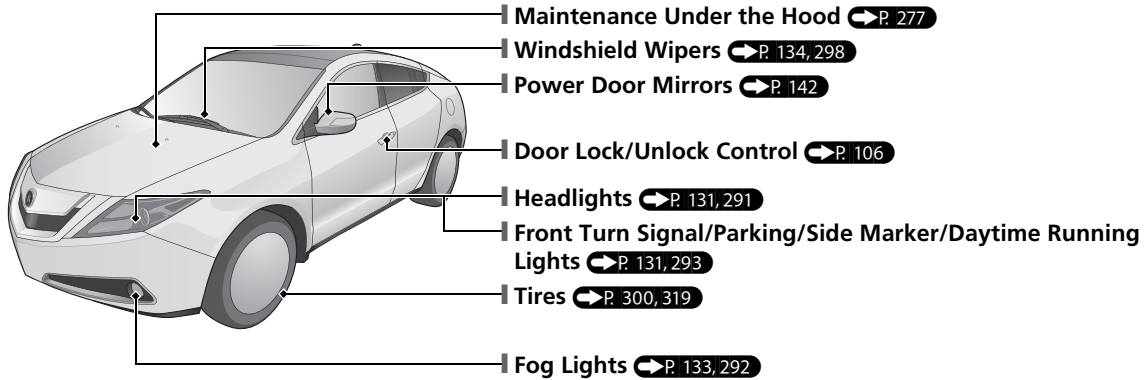 Maintenance Under the Hood P. 277
Windshield Wipers P. 134, 298
Power Door Mirrors P. 142
Door Lock/Unlock Control P. 106
Headlights P. 131, 291
Front Turn Signal/Parking/Side Marker/Daytime Running
Lights P. 131, 293
Tires P. 300, 319
Fog Lights P. 133, 292